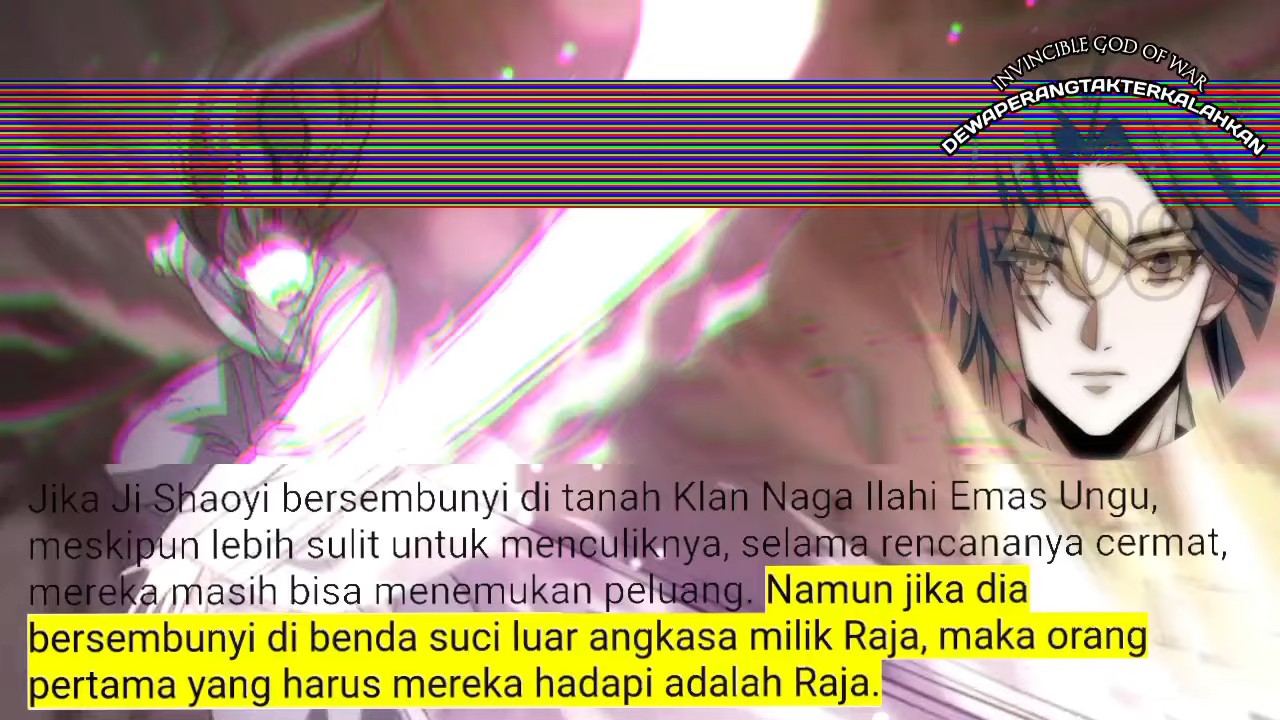 INVINCIBLE GOD OF WAR
DEWAPERANGTAKTERKALAHKAN
Jika Ji Shaoyi bersembunyi di tanah Klan Naga Ilahi Emas Ungu,
meskipun lebih sulit untuk menculiknya, selama rencananya cermat,
mereka masih bisa menemukan peluang. Namun jika dia
bersembunyi di benda suci luar angkasa milik Raja, maka orang
pertama yang harus mereka hadapi adalah Raja.